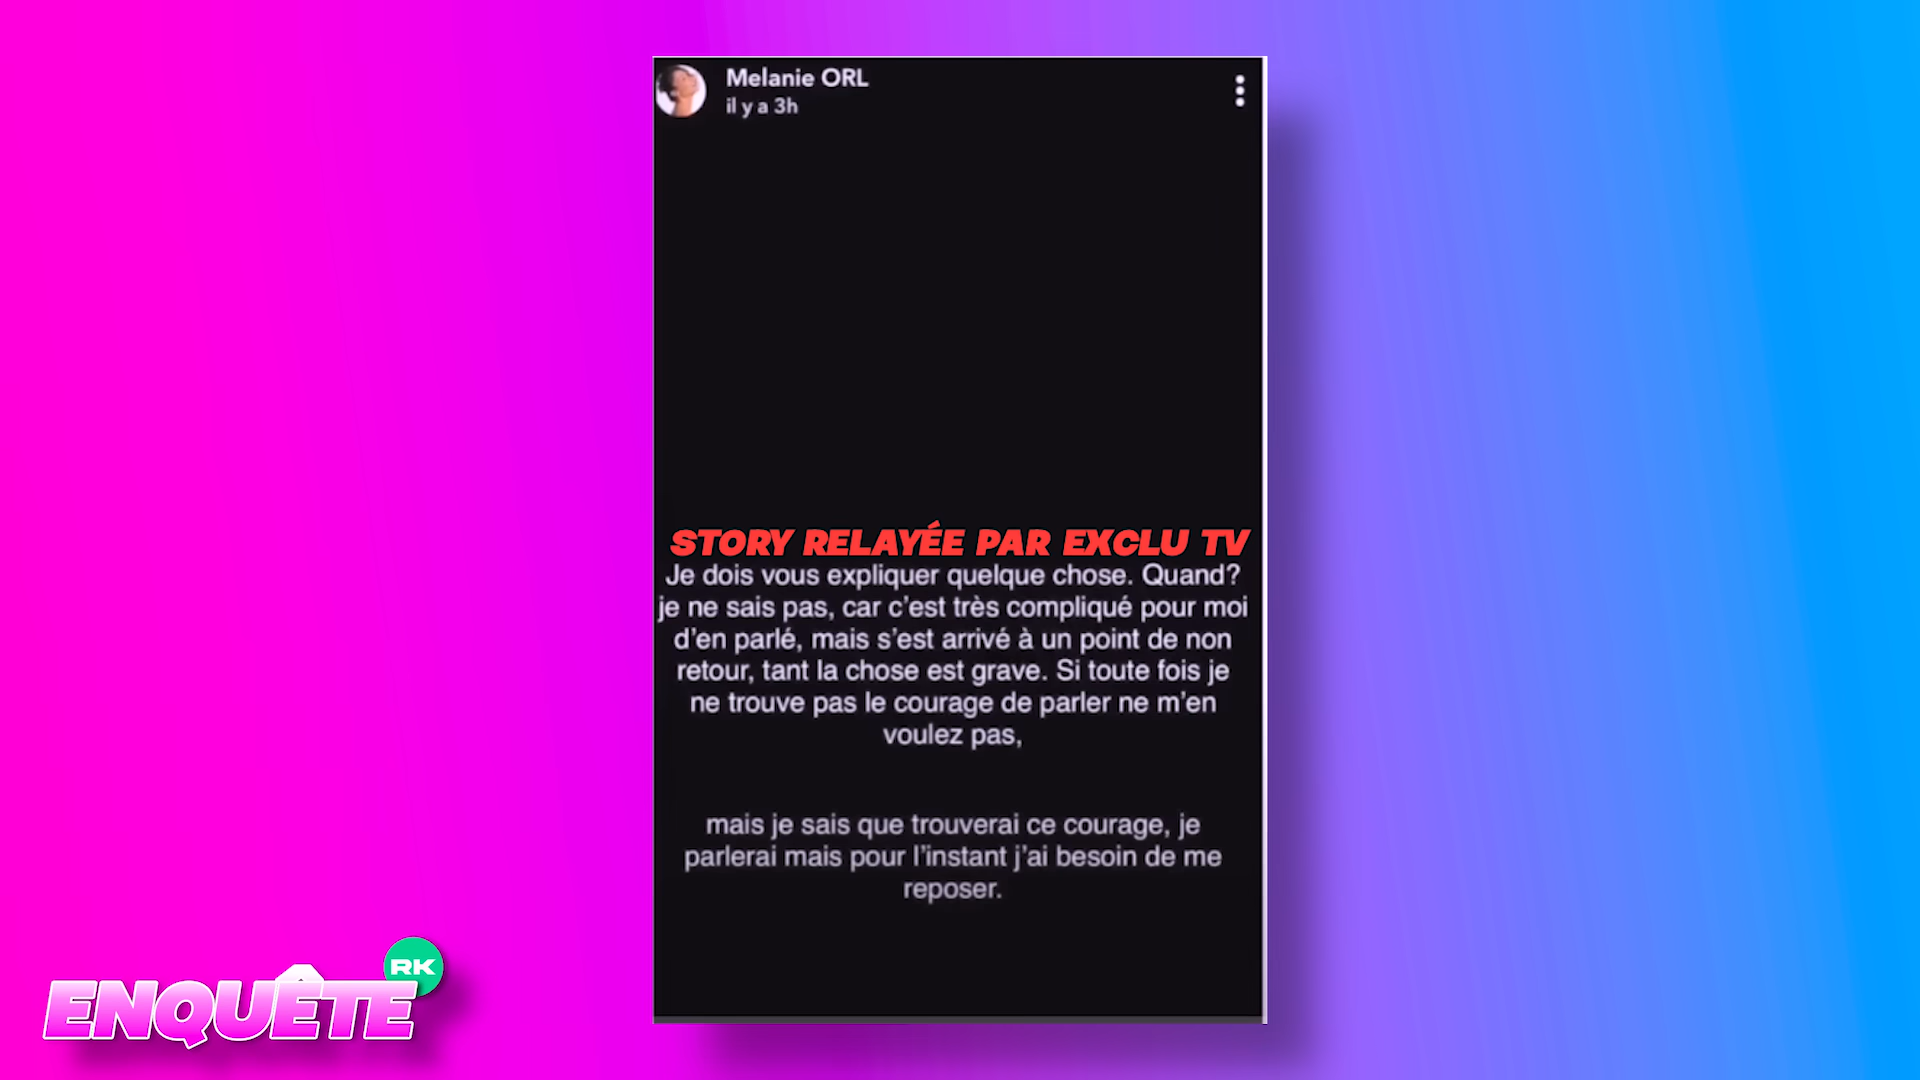 Melanie ORL
il y a 3h
STORY RELAYÉE PAR EXCLU TV
Je dois vous expliquer quelque chose. Quand?
je ne sais pas, car c’est très compliqué pour moi
d’en parlé, mais s’est arrivé à un point de non
retour, tant la chose est grave. Si toute fois je
ne trouve pas le courage de parler ne m’en
voulez pas,
mais je sais que trouverai ce courage, je
parlerai mais pour l’instant j’ai besoin de me
reposer.
RK
ENQUÊTE